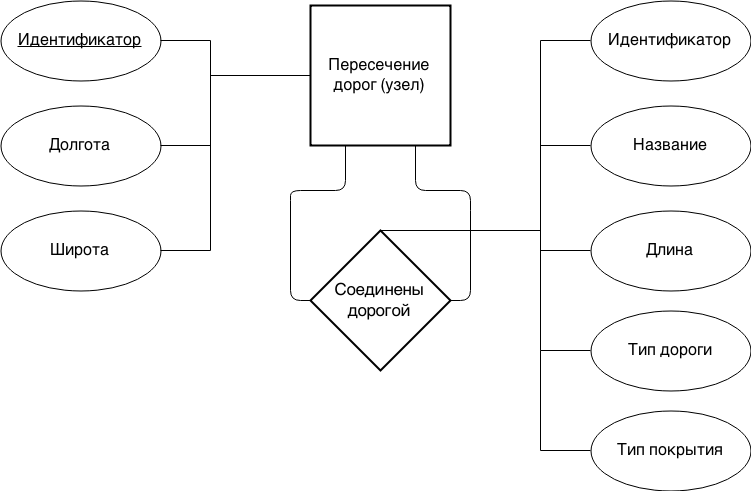 Идентификатор
Долгота
Широта
Пересечение
дорог (узел)
Соединены
дорогой
Идентификатор
Название
Длина
Тип дороги
Тип покрытия